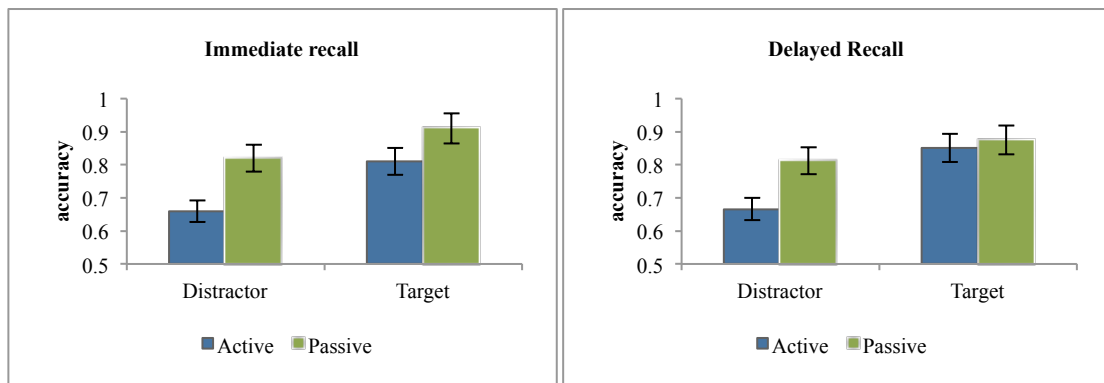 Immediate recall
accuracy
1
0.9
0.8
0.7
0.6
0.5
Distractor Target
Active Passive
Delayed Recall
accuracy
1
0.9
0.8
0.7
0.6
0.5
Distractor Target
Active Passive